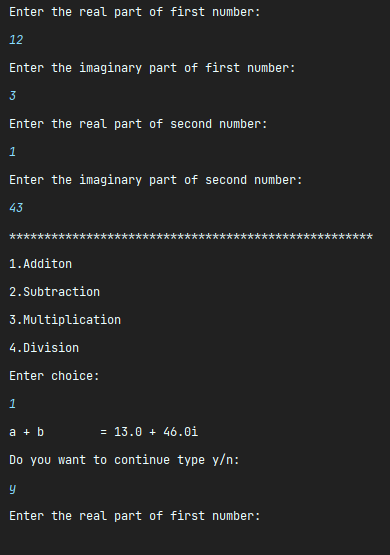 Enter the real part of first number:
12
Enter the imaginary part of first number:
3
Enter the real part of second number:
1
Enter the imaginary part of second number:
43
****************************************************
1.Additon
2.Subtraction
3.Multiplication
4.Division
Enter choice:
1
a + b        = 13.0 + 46.0i
Do you want to continue type y/n:
y
Enter the real part of first number: